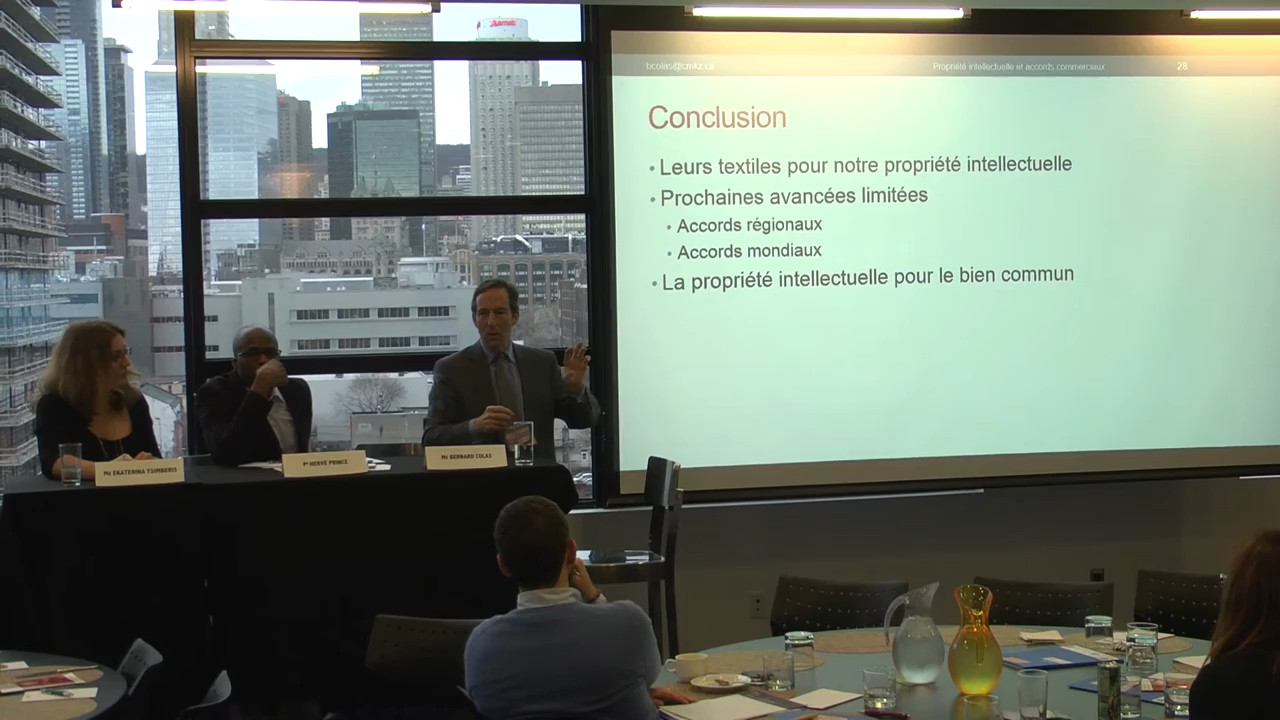 Marriott
bcolas@cmkz.ca
Propriété intellectuelle et accords commerciaux
28
Conclusion
• Leurs textiles pour notre propriété intellectuelle
• Prochaines avancées limitées
• Accords régionaux
• Accords mondiaux
• La propriété intellectuelle pour le bien commun
Me EKATERINA TSIMBERIS
Pr HERVÉ PRINCE
Me BERNARD COLAS